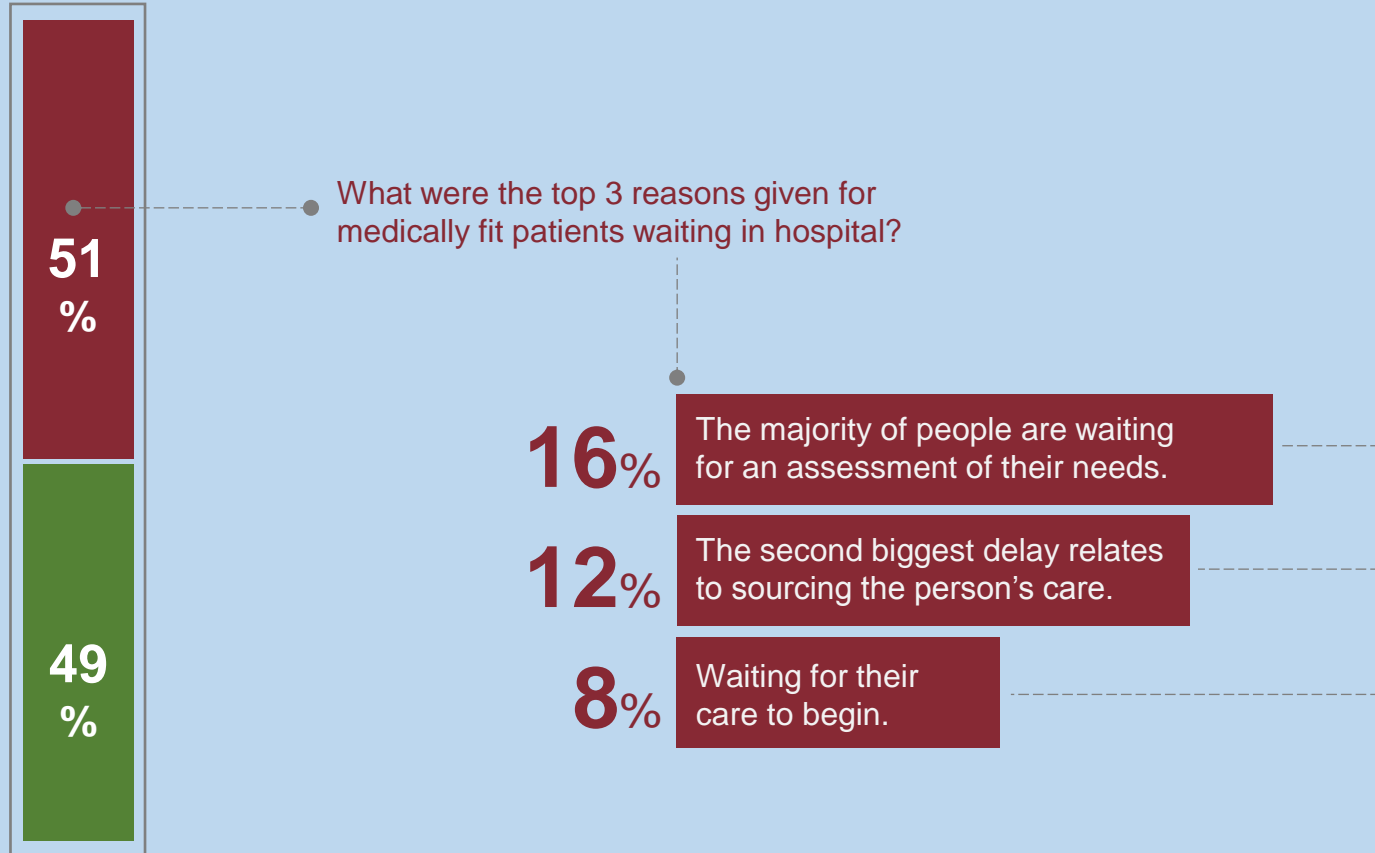 51
%
What were the top 3 reasons given for
medically fit patients waiting in hospital?
16%
The majority of people are waiting
for an assessment of their needs.
12%
The second biggest delay relates
to sourcing the person’s care.
8%
Waiting for their
care to begin.
49
%